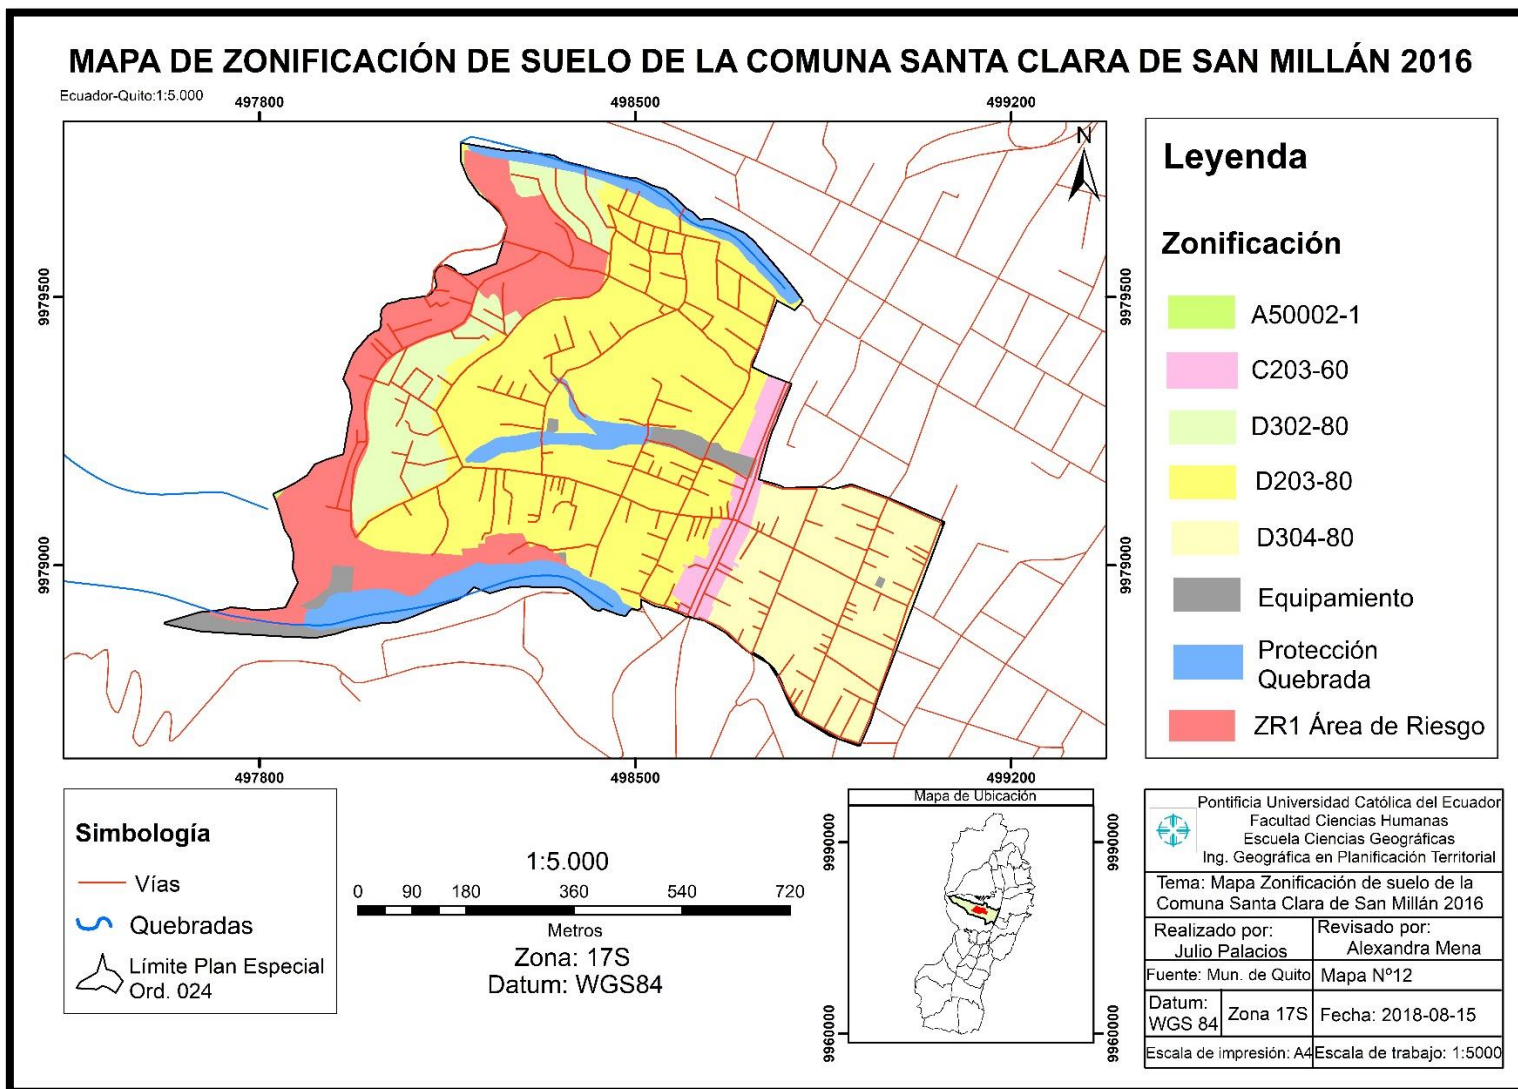 MAPA DE ZONIFICACIÓN DE SUELO DE LA COMUNA SANTA CLARA DE SAN MILLÁN 2016
Ecuador-Quito:1:5.000
497800
498500
499200
N
9979500
9979500
9979000
9979000
497800
498500
499200
Leyenda
Zonificación
A50002-1
C203-60
D302-80
D203-80
D304-80
Equipamiento
Protección
Quebrada
ZR1 Área de Riesgo
Simbología
Vías
Quebradas
Límite Plan Especial
Ord. 024
1:5.000
0 90 180 360 540 720
Metros
Zona: 17S
Datum: WGS84
Mapa de Ubicación
9990000
9990000
9960000
9960000
Pontificia Universidad Católica del Ecuador
Facultad Ciencias Humanas
Escuela Ciencias Geográficas
Ing. Geográfica en Planificación Territorial
Tema: Mapa Zonificación de suelo de la
Comuna Santa Clara de San Millán 2016
Realizado por:
Julio Palacios
Revisado por:
Alexandra Mena
Fuente: Mun. de Quito
Mapa Nº12
Datum:
WGS 84
Zona 17S
Fecha: 2018-08-15
Escala de impresión: A4
Escala de trabajo: 1:5000